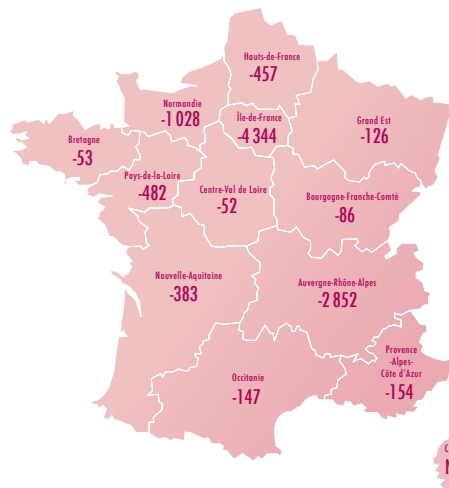 Hauts-de-France
-457
Normandie
-1 028
Île-de-France
-4 344
Grand Est
-126
Bretagne
-53
Pays-de-la-Loire
-482
Centre-Val de Loire
-52
Bourgogne-Franche-Comté
-86
Nouvelle-Aquitaine
-383
Auvergne-Rhône-Alpes
-2 852
Provence
-Alpes-
Côte d'Azur
-154
Occitanie
-147